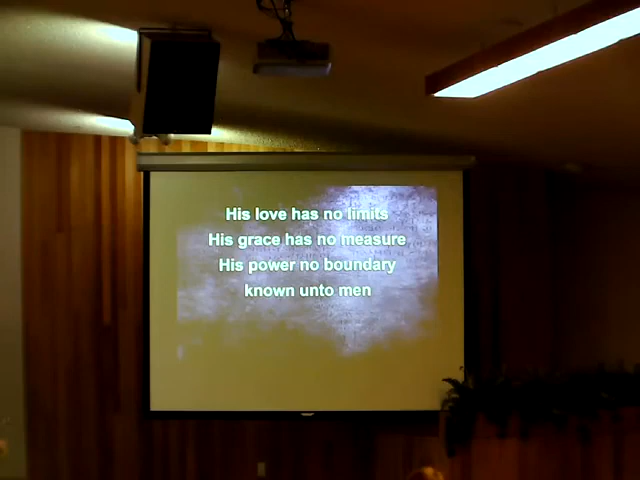 His love has no limits
His grace has no measure
His power no boundary
known unto men